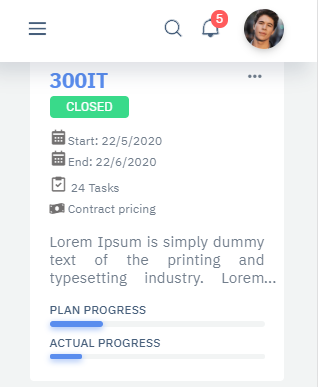 5
300IT
CLOSED
Start: 22/5/2020
End: 22/6/2020
24 Tasks
Contract pricing
Lorem Ipsum is simply dummy
text of the printing and
typesetting industry. Lorem...
PLAN PROGRESS
ACTUAL PROGRESS